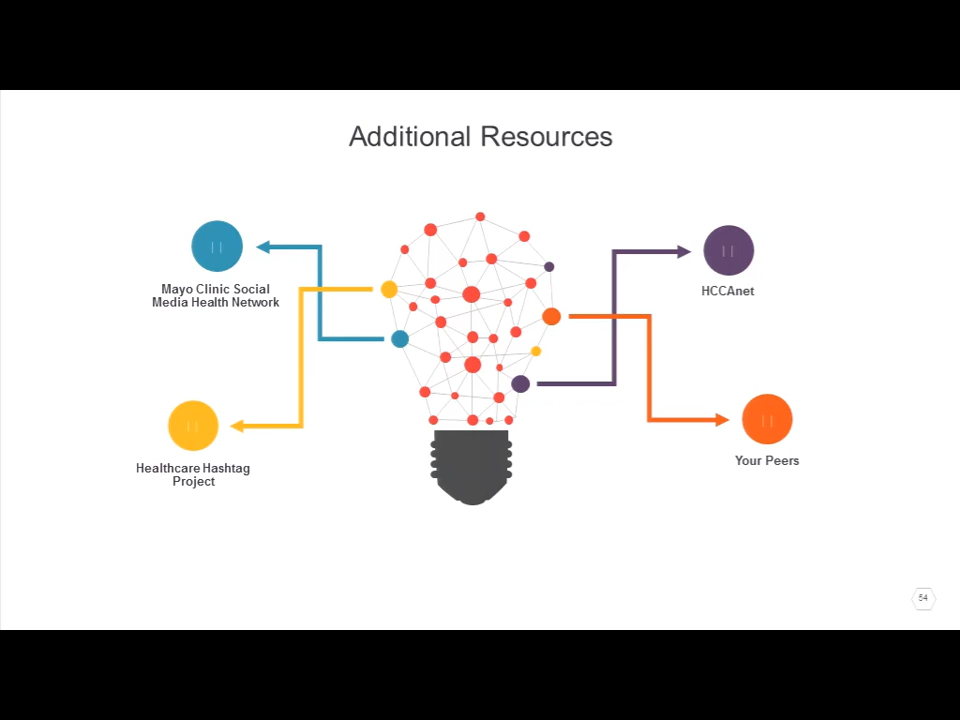 Additional Resources
Mayo Clinic Social
Media Health Network
HCCAnet
Healthcare Hashtag
Project
Your Peers
54